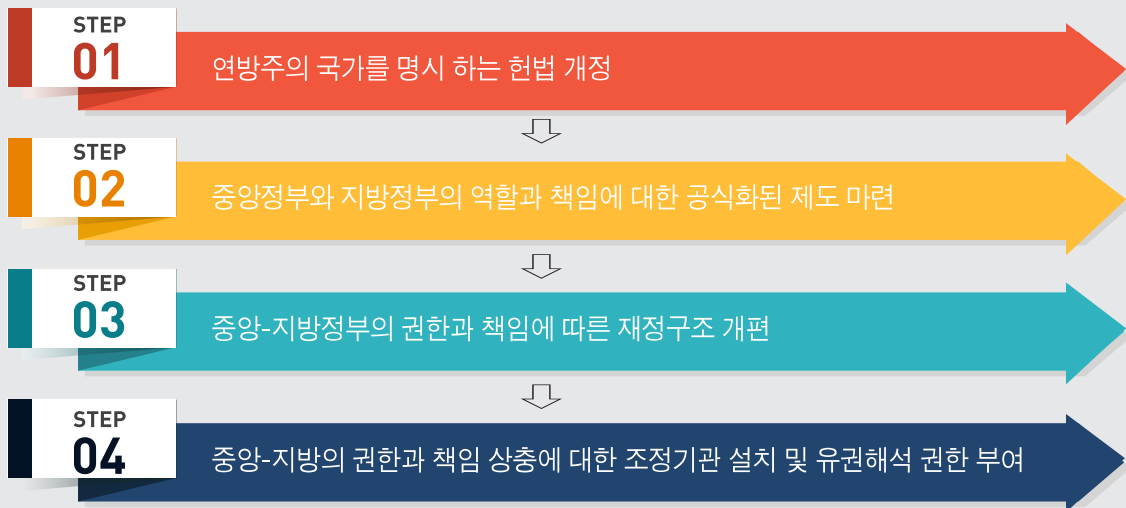 STEP
01
연방주의 국가를 명시 하는 헌법 개정
STEP
02
중앙정부와 지방정부의 역할과 책임에 대한 공식화된 제도 마련
STEP
03
중앙-지방정부의 권한과 책임에 따른 재정구조 개편
STEP
04
중앙-지방의 권한과 책임 상충에 대한 조정기관 설치 및 유권해석 권한 부여